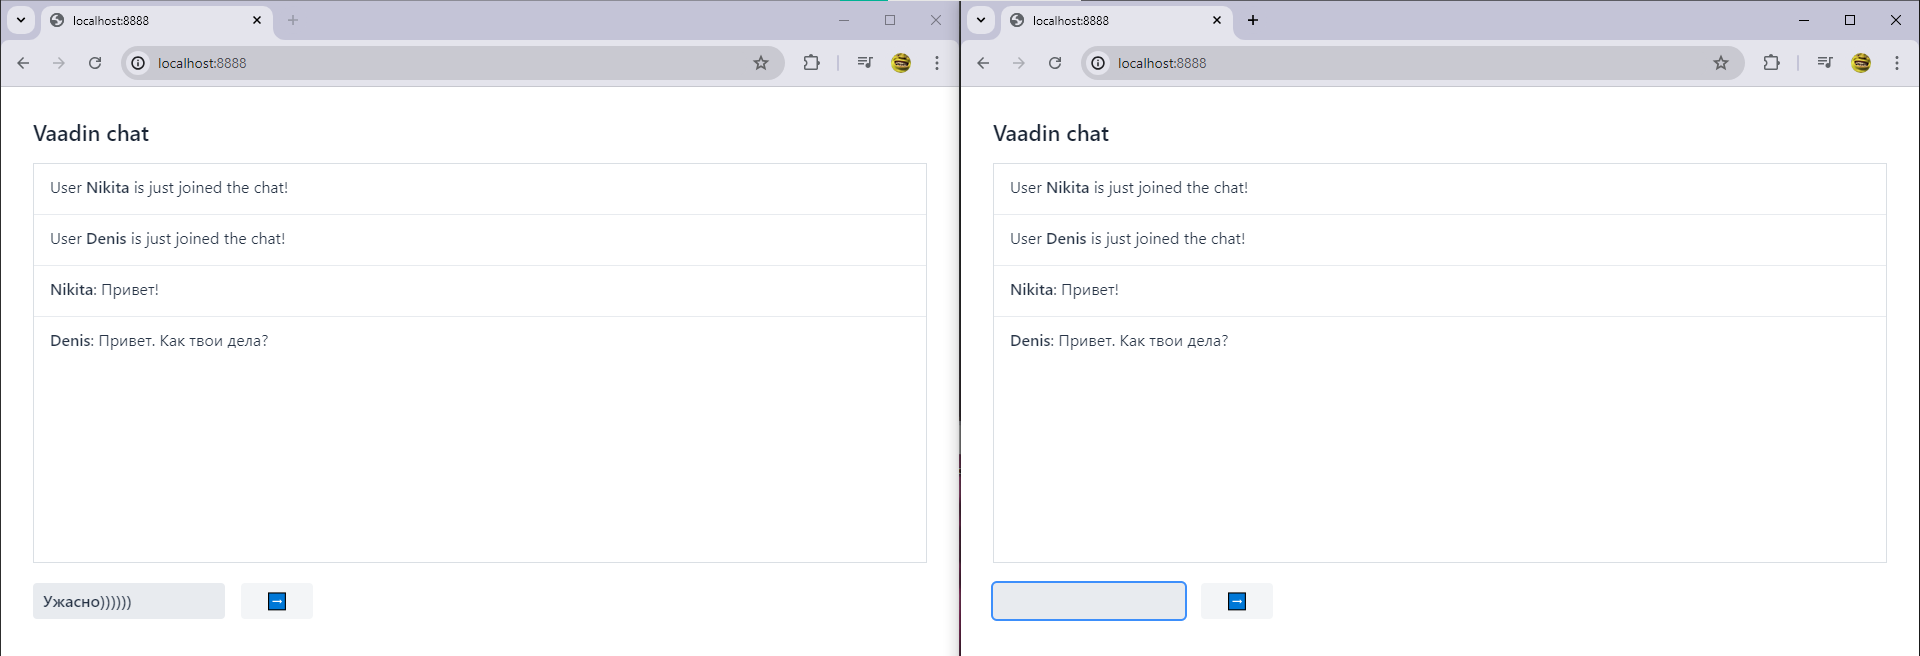 localhost:8888
localhost:8888
Vaadin chat
User Nikita is just joined the chat!
User Denis is just joined the chat!
Nikita: Привет!
Denis: Привет. Как твои дела?
Ужасно))))))
localhost:8888
localhost:8888
Vaadin chat
User Nikita is just joined the chat!
User Denis is just joined the chat!
Nikita: Привет!
Denis: Привет. Как твои дела?